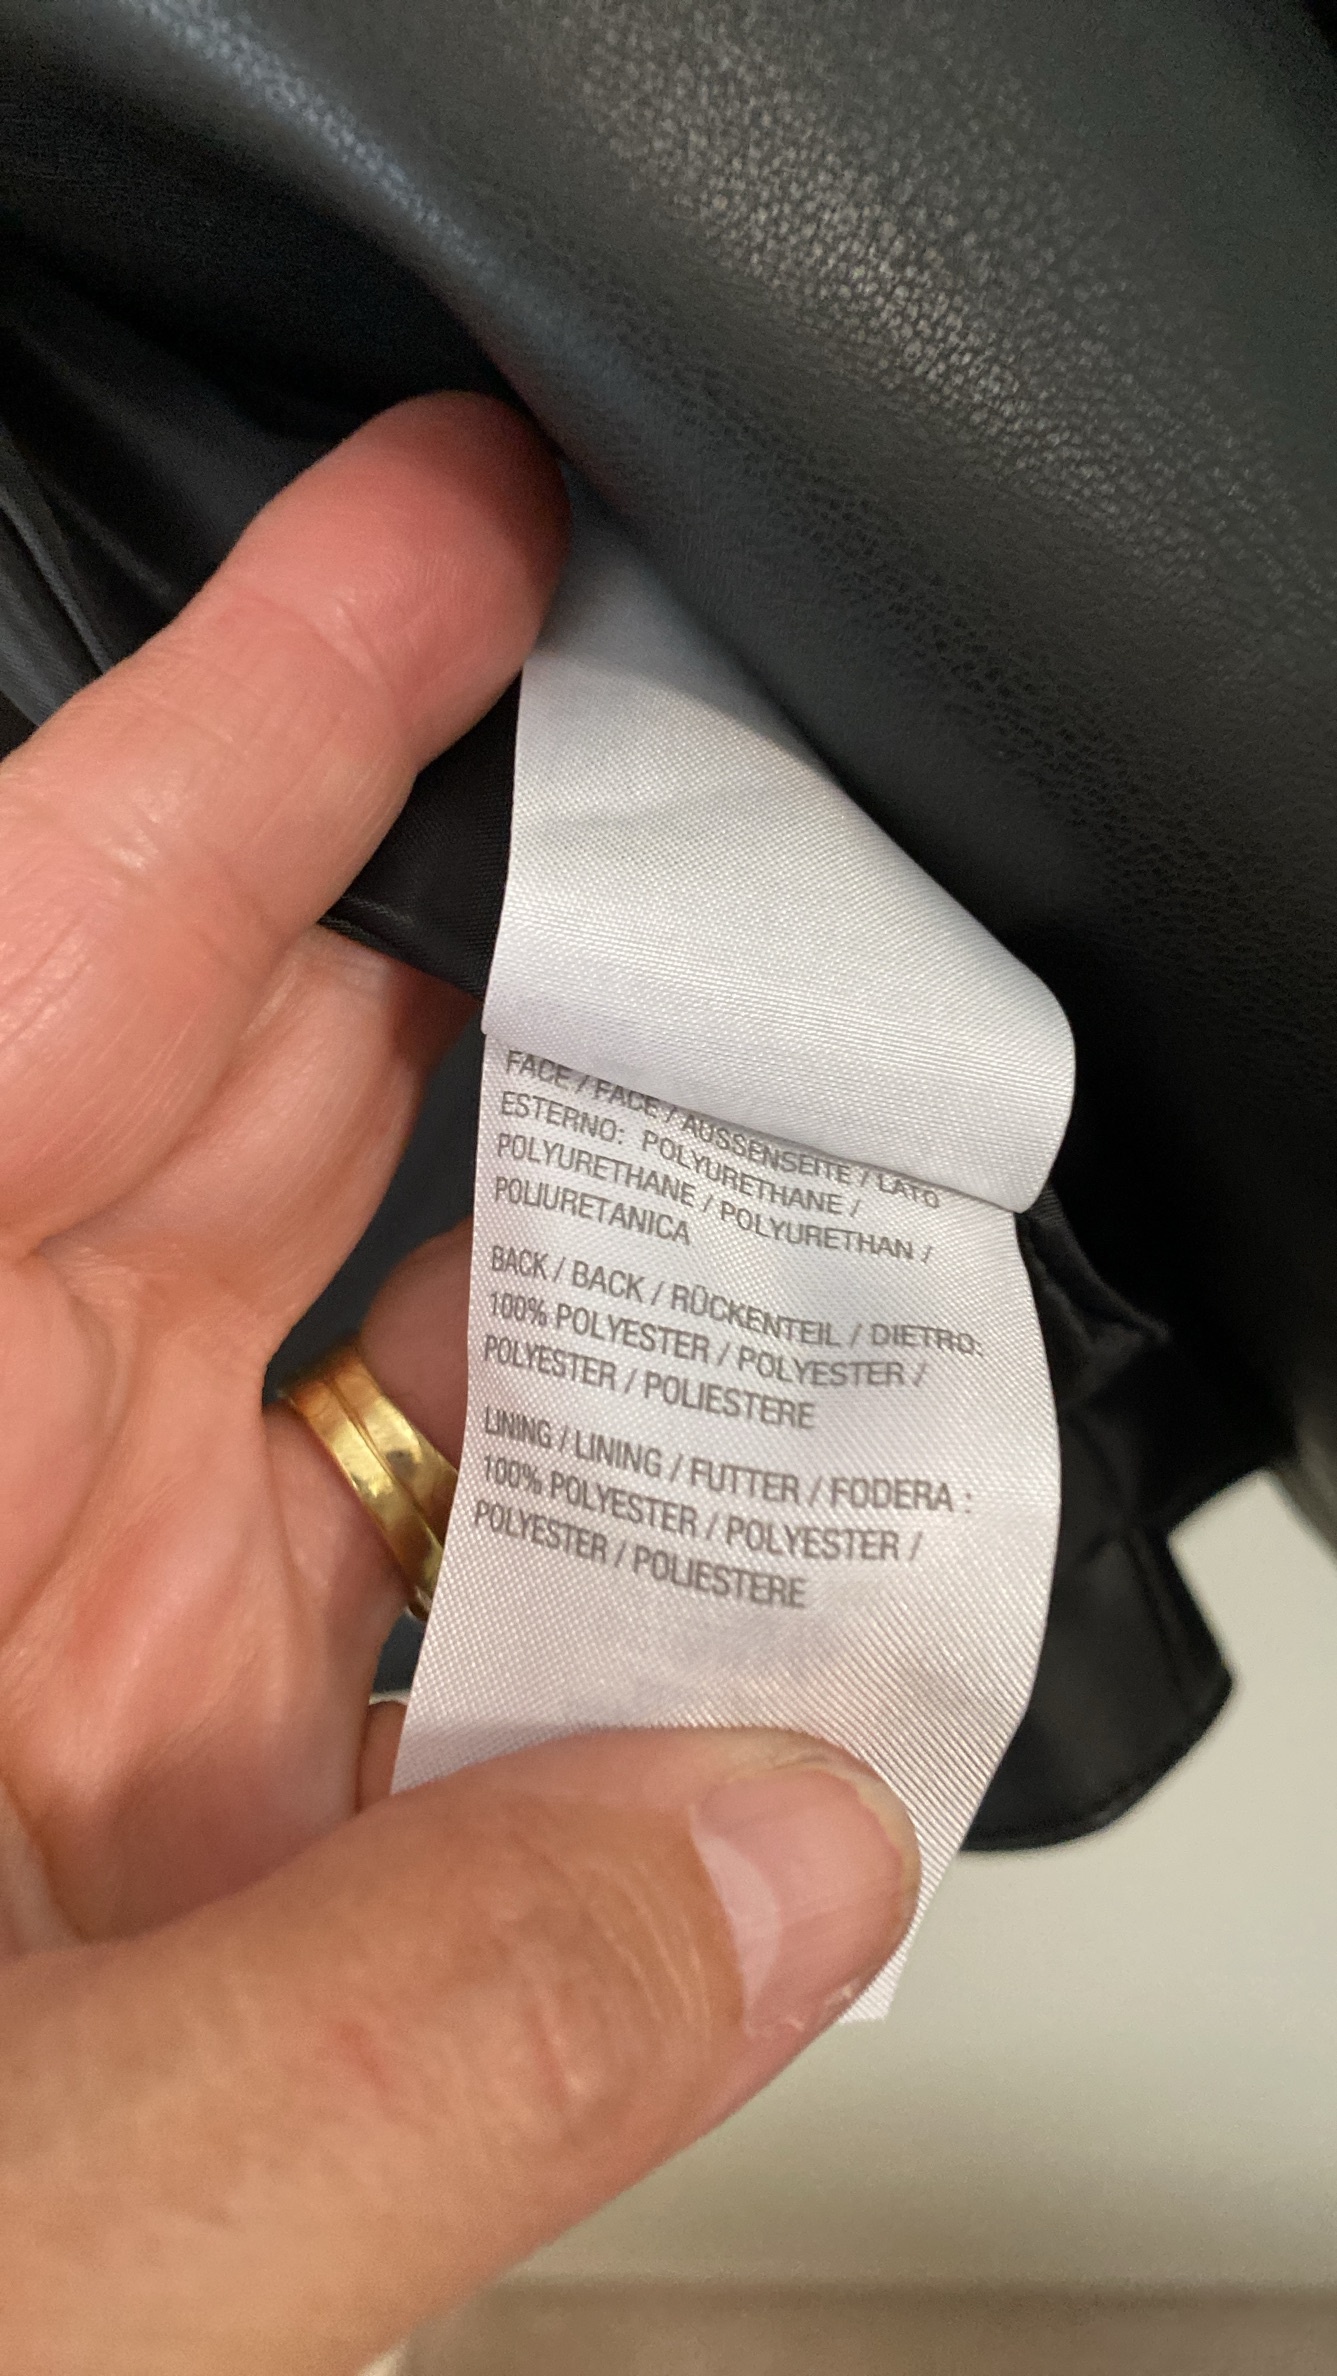 FACE / FACE / AUSSENSEITE / LATO
ESTERNO: POLYURETHANE /
POLYURETHANE / POLYURETHAN /
POLIURETANICA
BACK / BACK / RÜCKENTEIL / DIETRO:
100% POLYESTER / POLYESTER /
POLYESTER / POLIESTERE
LINING / LINING / FUTTER / FODERA :
100% POLYESTER / POLYESTER /
POLYESTER / POLIESTERE